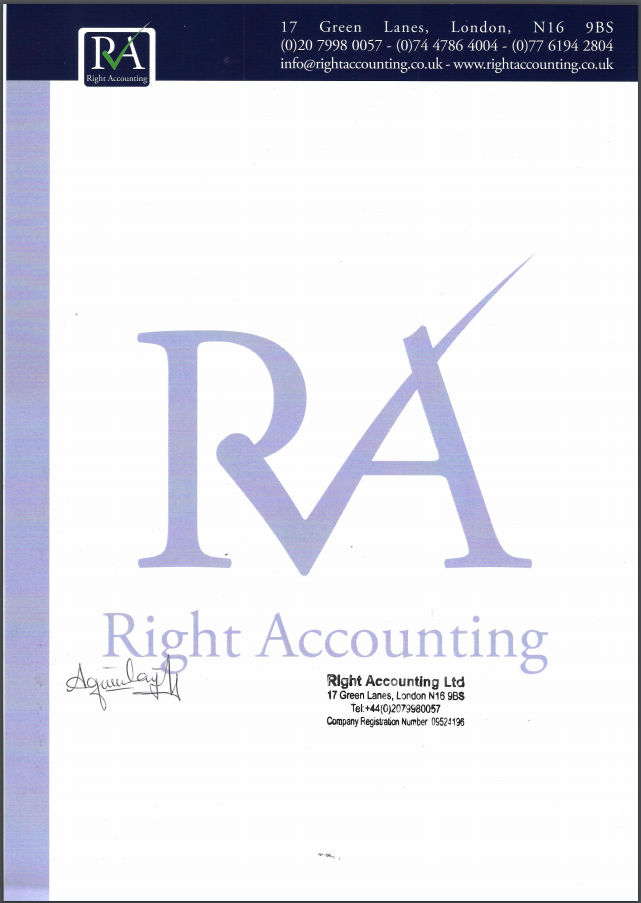 RA
Right Accounting
17 Green Lanes, London, N16 9BS
(0)20 7998 0057 - (0)74 4786 4004 - (0)77 6194 2804
info@rightaccounting.co.uk - www.rightaccounting.co.uk
RA
Right Accounting
Right Accounting Ltd
17 Green Lanes, London N16 9BS
Tel:+44(0)2079980057
Company Registration Number 09524196